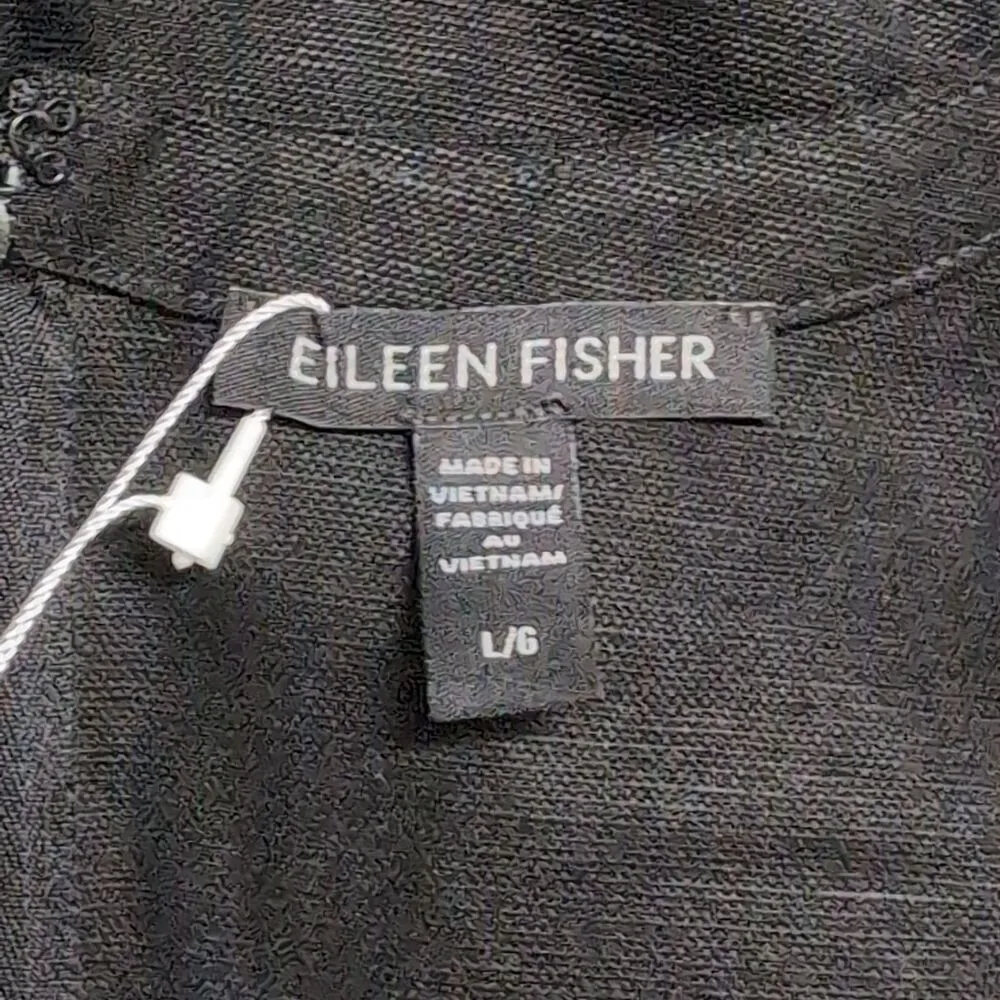 EILEEN FISHER
MADE IN
VIETNAM/
FABRIQUÉ
AU
VIETNAM
L/G